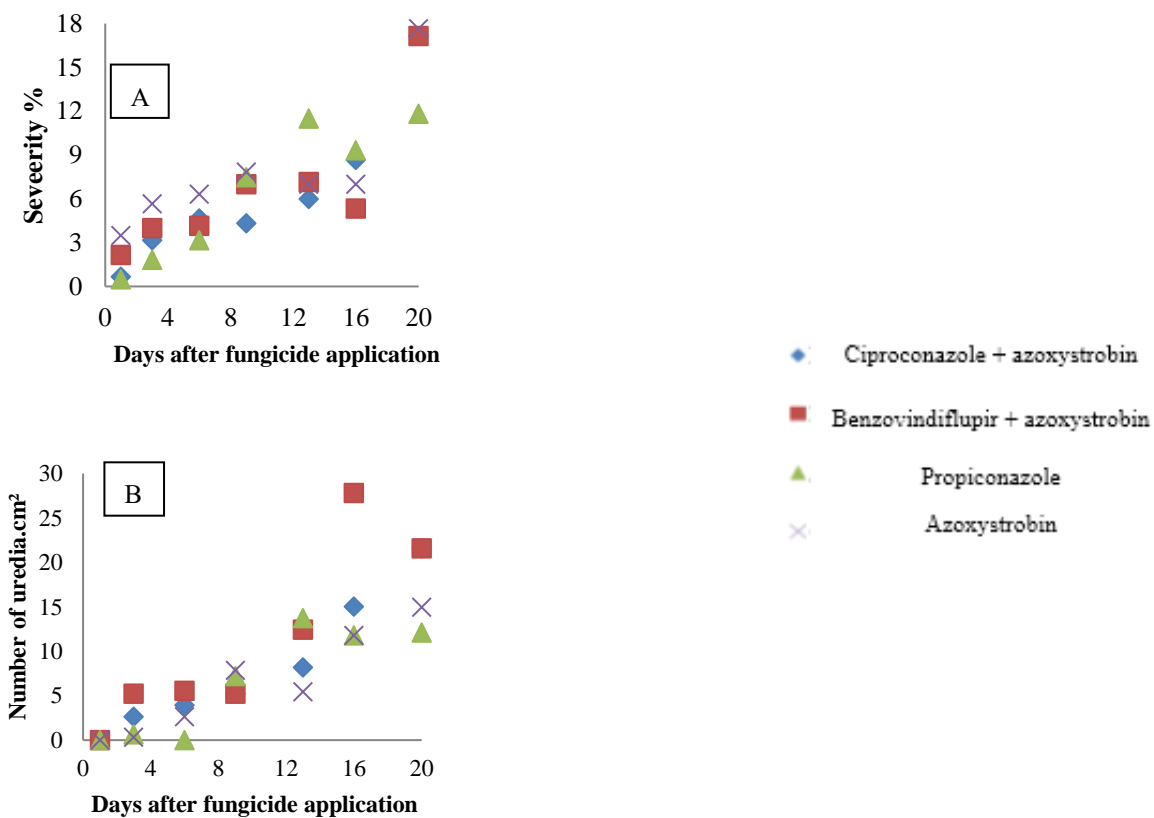 18
15
12
9
6
3
0
A
Seveerity %
0 4 8 12 16 20
Days after fungicide application
Ciproconazole + azoxystrobin
Benzovindiflupir + azoxystrobin
Propiconazole
Azoxystrobin
30
25
20
15
10
5
0
B
Number of uredia.cm²
0 4 8 12 16 20
Days after fungicide application